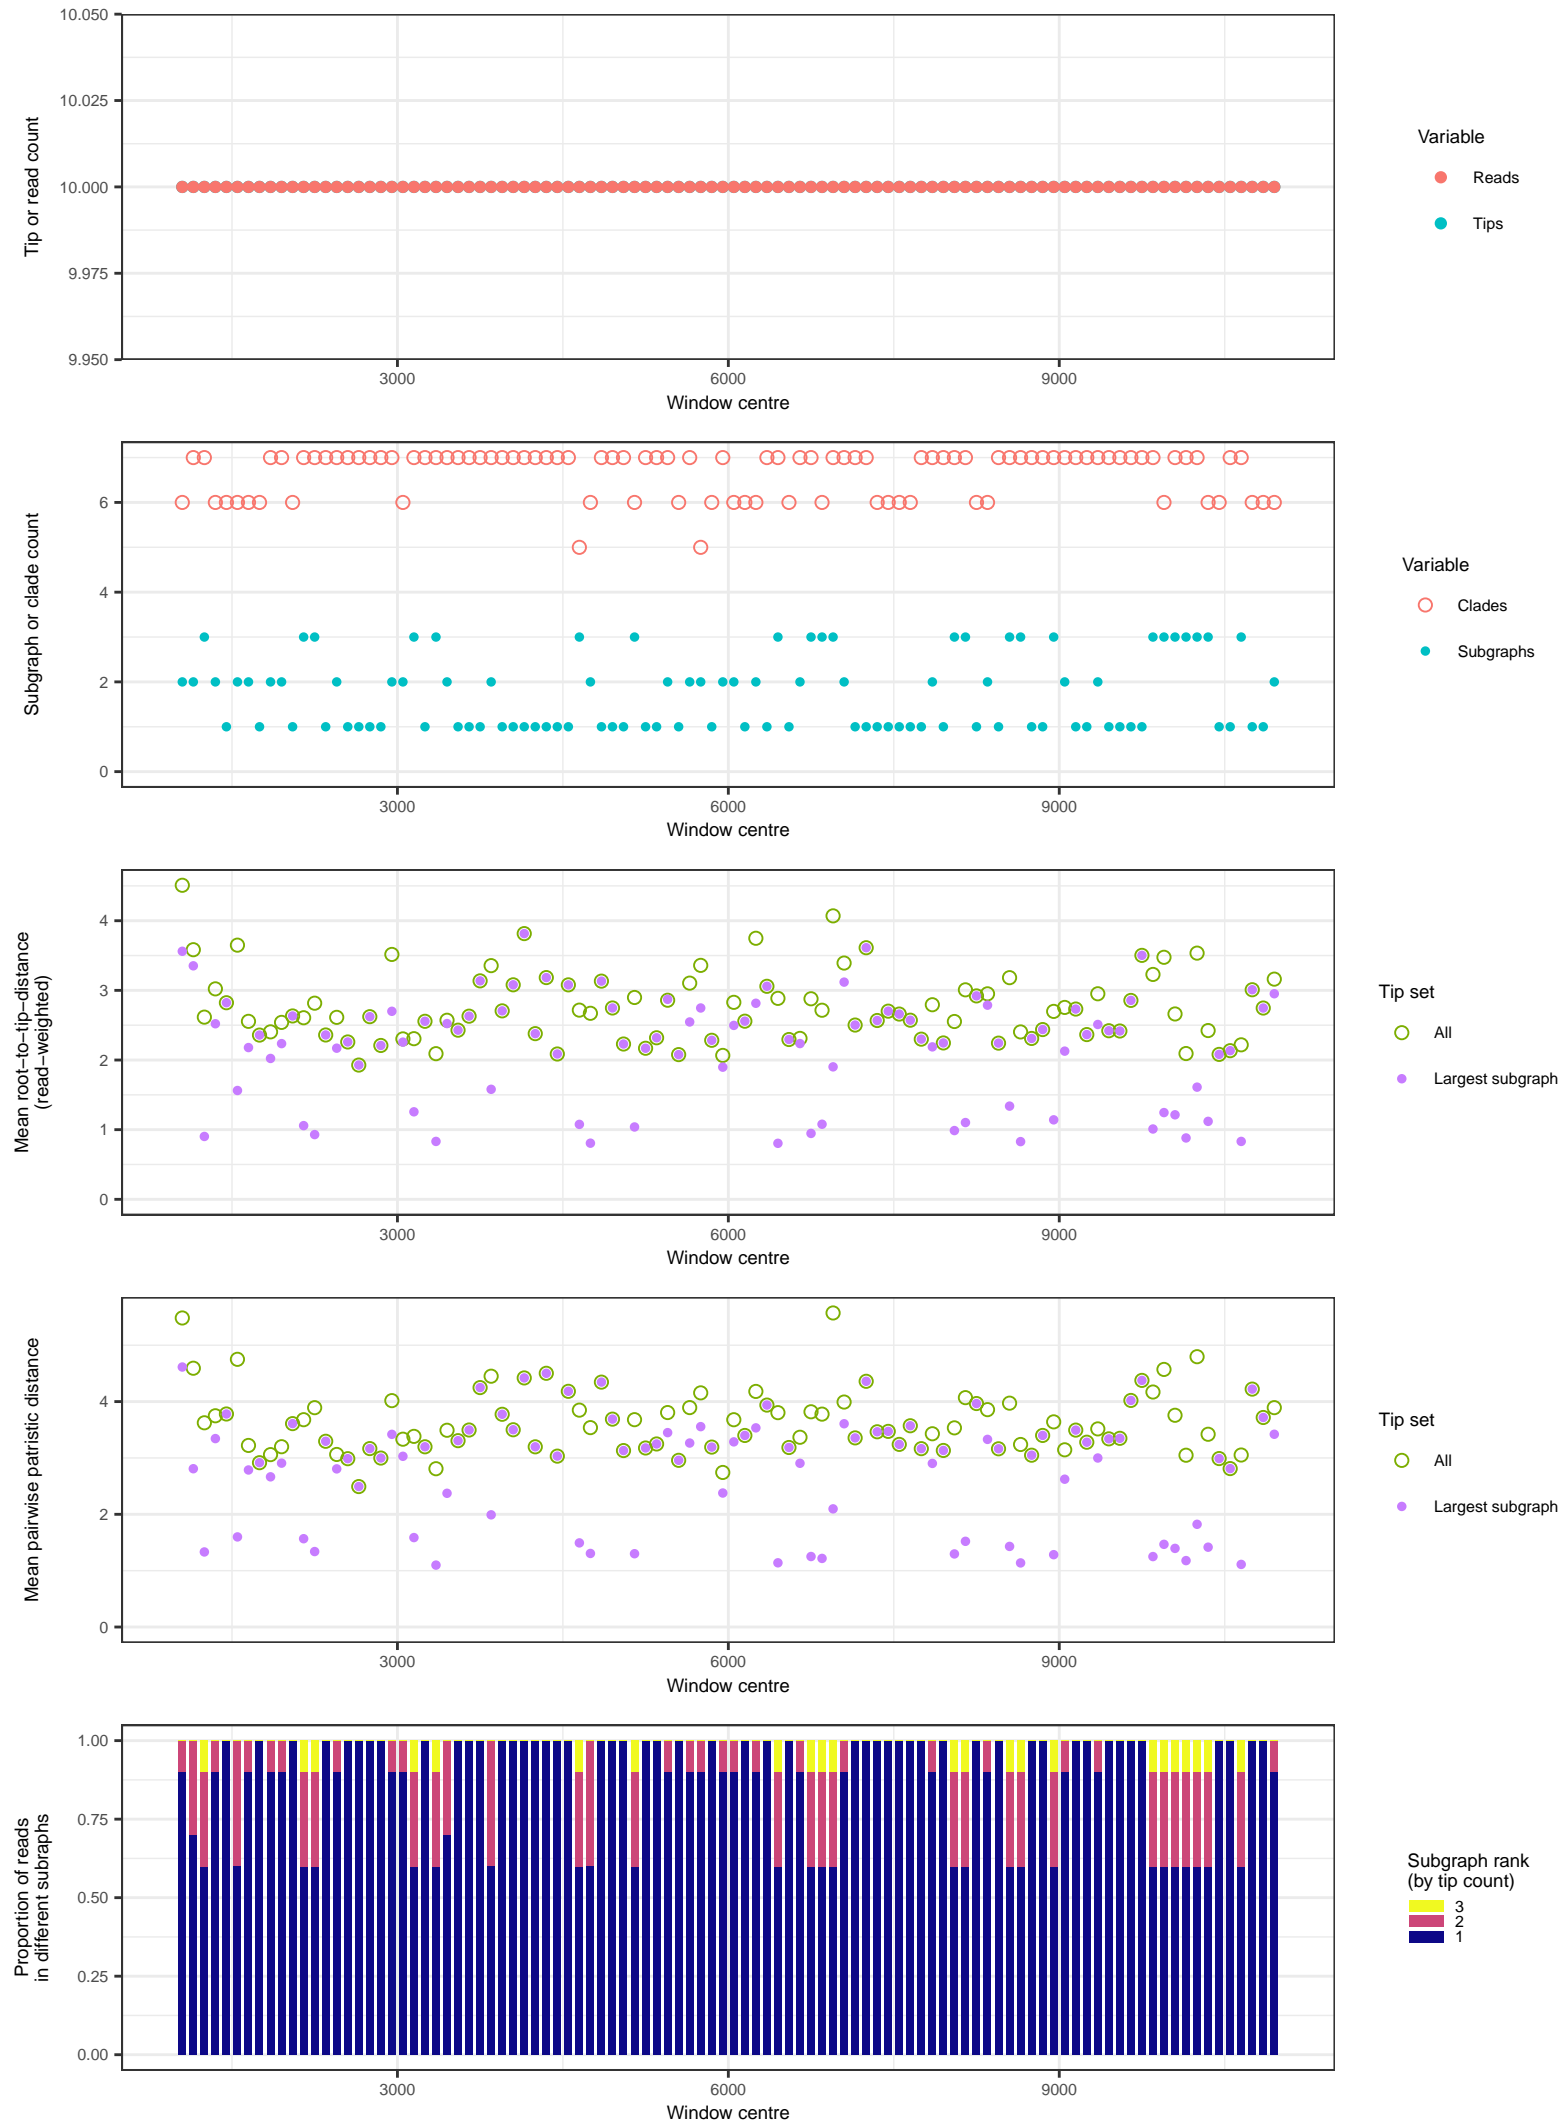 10.050
10.025
10.000
9.975
9.950
Tip or read count
3000 6000 9000
Window centre
Variable
Reads
Tips
6
4
2
0
Subgraph or clade count
3000 6000 9000
Window centre
Variable
Clades
Subgraphs
4
3
2
1
0
Mean root−to−tip−distance
(read−weighted)
3000 6000 9000
Window centre
Tip set
All
Largest subgraph
4
2
0
Mean pairwise patristic distance
3000 6000 9000
Window centre
Tip set
All
Largest subgraph
1.00
0.75
0.50
0.25
0.00
Proportion of reads
in different subraphs
3000 6000 9000
Window centre
Subgraph rank
(by tip count)
3
2
1